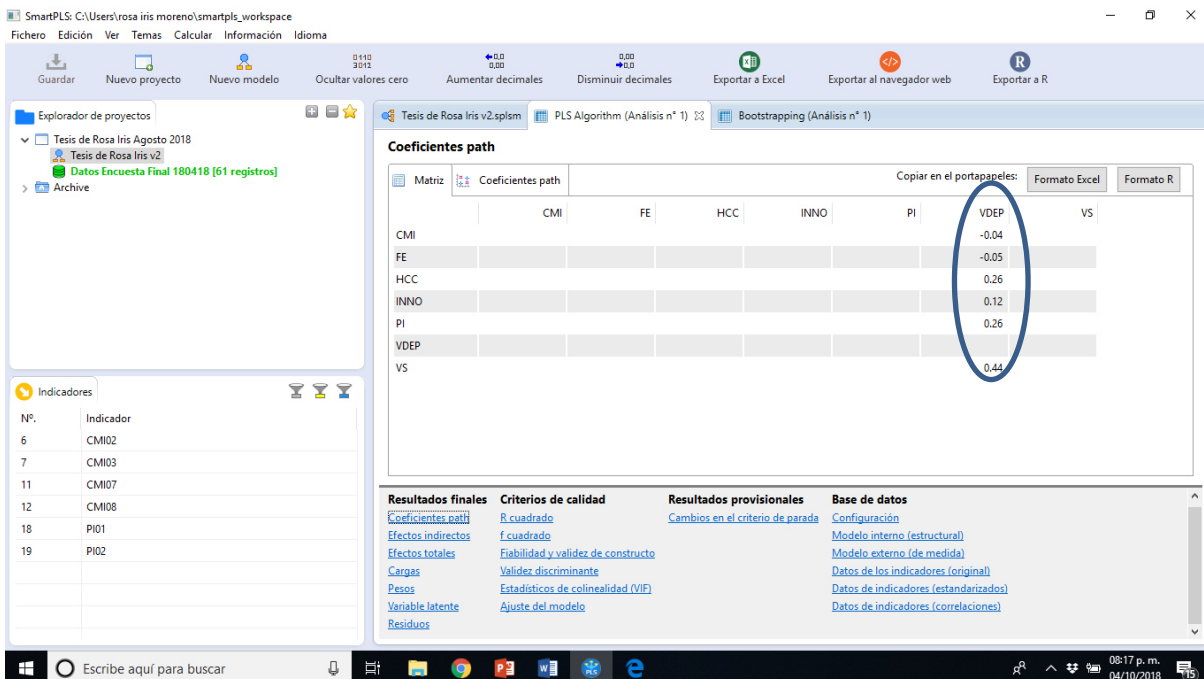 SmartPLS: C:\Users\rosa iris moreno\smartpls_workspace
Fichero Edición Ver Temas Calcular Información Idioma
Guardar Nuevo proyecto Nuevo modelo Ocultar valores cero Aumentar decimales Disminuir decimales Exportar a Excel Exportar al navegador web Exportar a R
Explorador de proyectos
Tesis de Rosa Iris Agosto 2018
Tesis de Rosa Iris v2
Datos Encuesta Final 180418 [61 registros]
Archive
Indicadores
Nº. Indicador
6 CMI02
7 CMI03
11 CMI07
12 CMI08
18 PI01
19 PI02
Tesis de Rosa Iris v2.splsm PLS Algorithm (Análisis n° 1) Bootstrapping (Análisis n° 1)
Coeficientes path
Matriz Coeficientes path Copiar en el portapapeles: Formato Excel Formato R
CMI FE HCC INNO PI VDEP VS
CMI -0.04
FE -0.05
HCC 0.26
INNO 0.12
PI 0.26
VDEP
VS 0.44
Resultados finales Criterios de calidad Resultados provisionales Base de datos
Coeficientes path R cuadrado Cambios en el criterio de parada Configuración
Efectos indirectos f cuadrado Modelo interno (estructural)
Efectos totales Fiabilidad y validez de constructo Modelo externo (de medida)
Cargas Validez discriminante Datos de los indicadores (original)
Pesos Estadísticos de colinealidad (VIF) Datos de indicadores (estandarizados)
Variable latente Ajuste del modelo Datos de indicadores (correlaciones)
Residuos
Escribe aquí para buscar
08:17 p. m.
04/10/2018